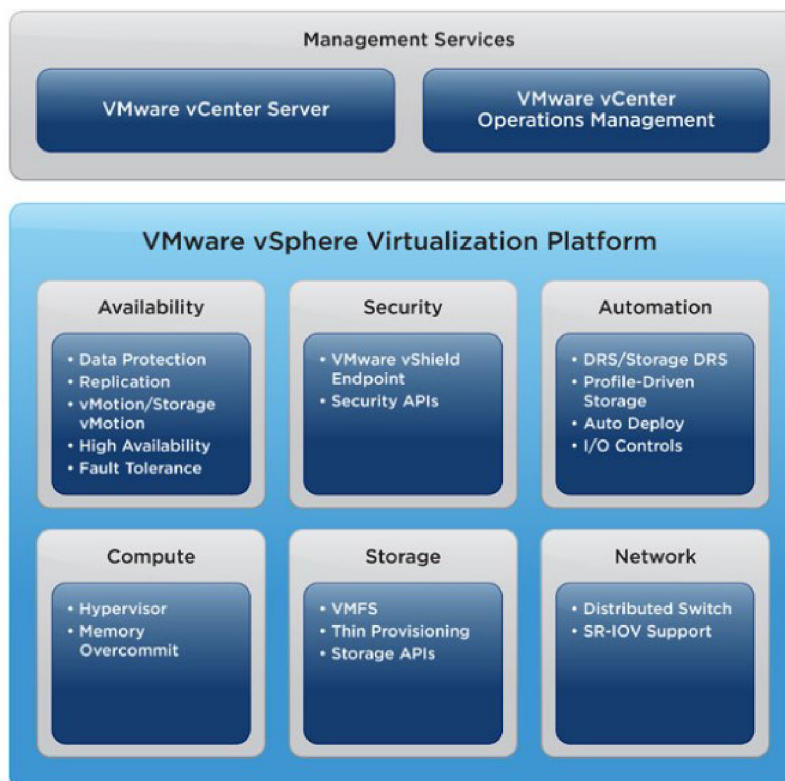 Management Services
VMware vCenter Server
VMware vCenter
Operations Management
VMware vSphere Virtualization Platform
Availability
• Data Protection
• Replication
• vMotion/Storage
vMotion
• High Availability
• Fault Tolerance
Security
• VMware vShield
Endpoint
• Security APIs
Automation
• DRS/Storage DRS
• Profile-Driven
Storage
• Auto Deploy
• I/O Controls
Compute
• Hypervisor
• Memory
Overcommit
Storage
• VMFS
• Thin Provisioning
• Storage APIs
Network
• Distributed Switch
• SR-IOV Support